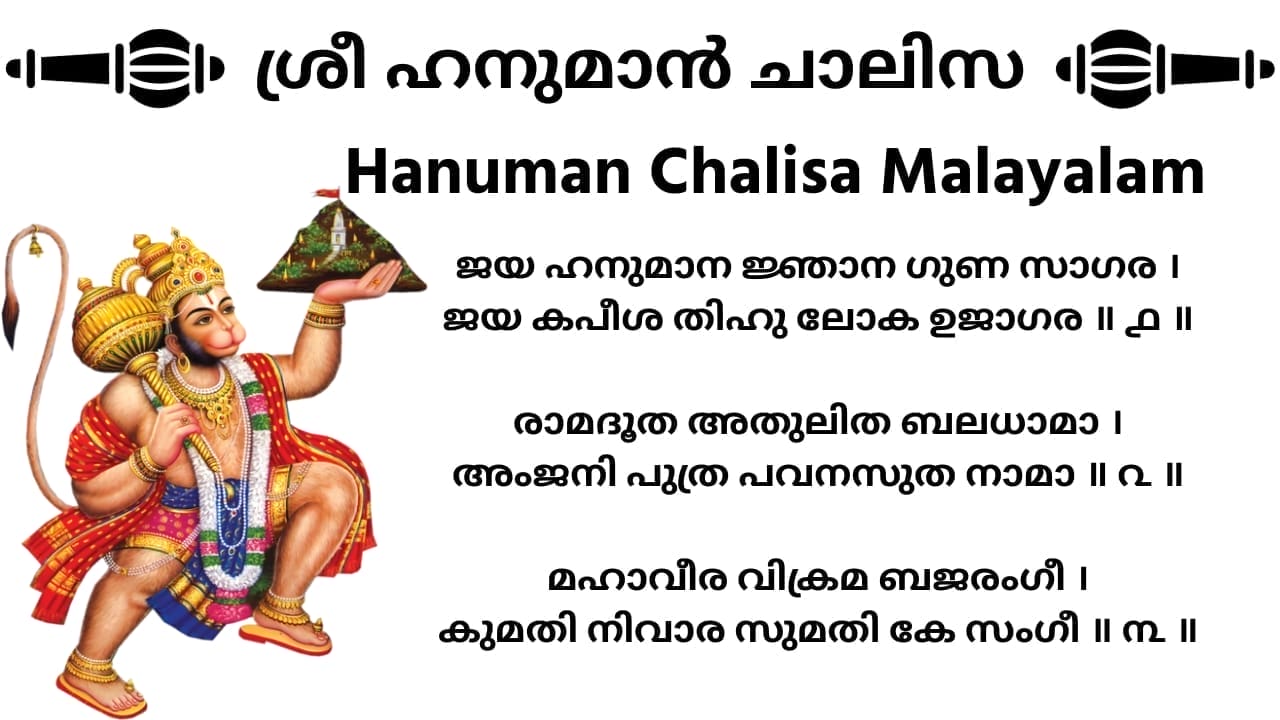 ശ്രീ ഹനുമാൻ ചാലിസ
Hanuman Chalisa Malayalam
ജയ ഹനുമാന ജ്ഞാന ഗുണ സാഗര ।
ജയ കപീശ തിഹു ലോക ഉജാഗര ॥ ൧ ॥
രാമദൂത അതുലിത ബലധാമാ ।
അംജനി പുത്ര പവനസുത നാമാ ॥ ൨ ॥
മഹാവീര വിക്രമ ബജരംഗീ ।
കുമതി നിവാര സുമതി കേ സംഗീ ॥ ൩ ॥